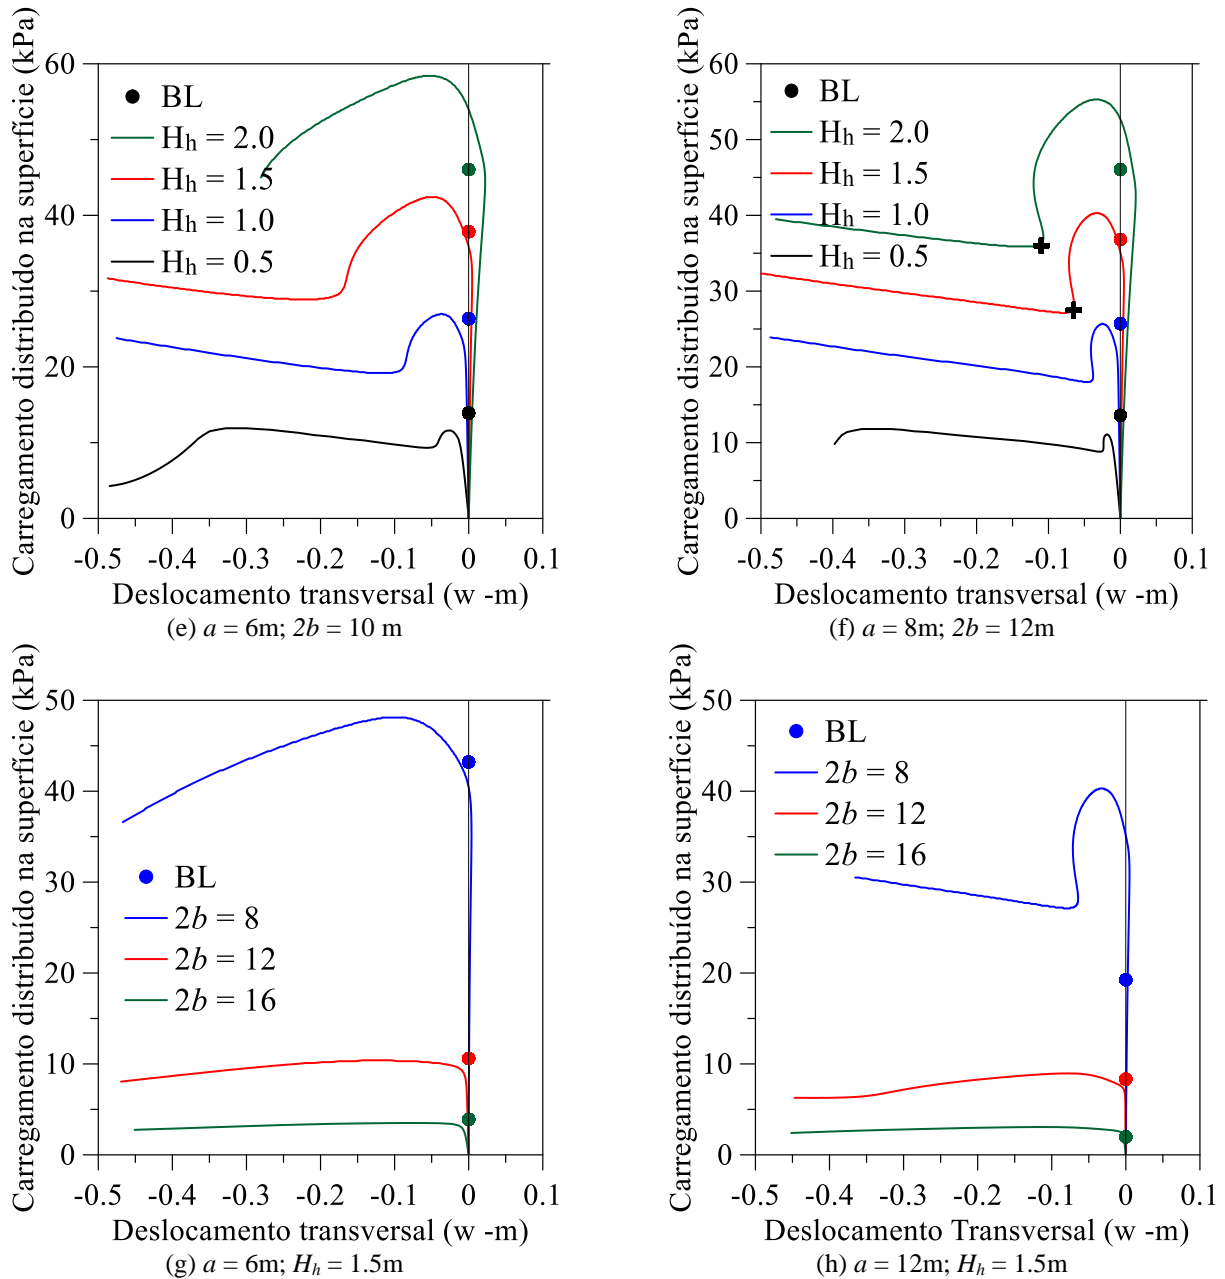 Carregamento distribuído na superfície (kPa)
60
40
20
0
BL
Hh = 2.0
Hh = 1.5
Hh = 1.0
Hh = 0.5
-0.5 -0.4 -0.3 -0.2 -0.1 0 0.1
Deslocamento transversal (w -m)
(e) a = 6m; 2b = 10 m
Carregamento distribuído na superfície (kPa)
60
50
40
30
20
10
0
BL
Hh = 2.0
Hh = 1.5
Hh = 1.0
Hh = 0.5
-0.5 -0.4 -0.3 -0.2 -0.1 0 0.1
Deslocamento transversal (w -m)
(f) a = 8m; 2b = 12m
Carregamento distribuído na superfície (kPa)
50
40
30
20
10
0
BL
2b = 8
2b = 12
2b = 16
-0.5 -0.4 -0.3 -0.2 -0.1 0 0.1
Deslocamento transversal (w -m)
(g) a = 6m; Hh = 1.5m
Carregamento distribuído na superfície (kPa)
50
40
30
20
10
0
BL
2b = 8
2b = 12
2b = 16
-0.5 -0.4 -0.3 -0.2 -0.1 0 0.1
Deslocamento Transversal (w -m)
(h) a = 12m; Hh = 1.5m